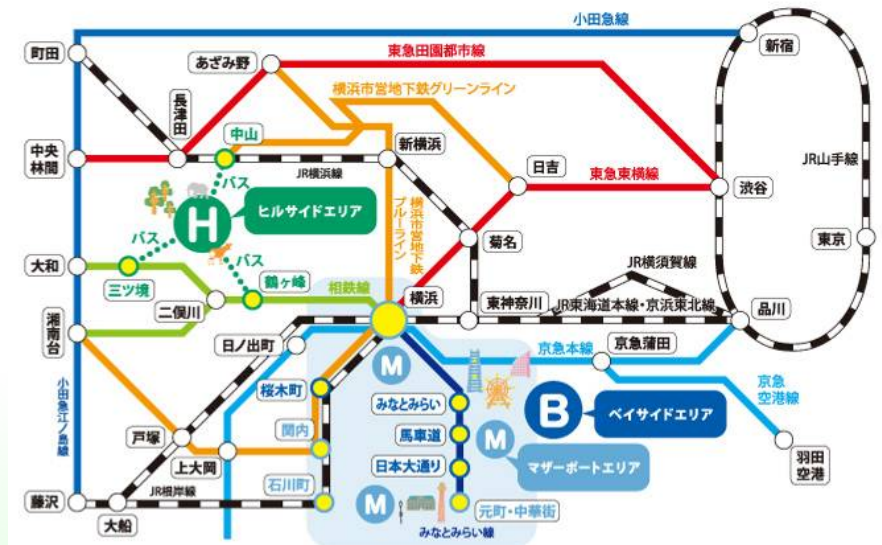 小田急線
新宿
町田
あざみ野
東急田園都市線
横浜市営地下鉄グリーンライン
長津田
中山
新横浜
中央
林間
JR横浜線
日吉
東急東横線
渋谷
JR山手線
バス
H
ヒルサイドエリア
横浜市営地下鉄
ブルーライン
菊名
東京
大和
バス
バス
三ツ境
鶴ヶ峰
相鉄線
横浜
東神奈川
JR横須賀線
JR東海道本線・京浜東北線
品川
二俣川
湘南台
日ノ出町
M
京急本線
京急蒲田
京急
空港線
小田急江ノ島線
桜木町
みなとみらい
B
ベイサイドエリア
関内
馬車道
M
マザーポートエリア
戸塚
上大岡
日本大通り
羽田
空港
石川町
M
元町・中華街
藤沢
大船
JR根岸線
みなとみらい線